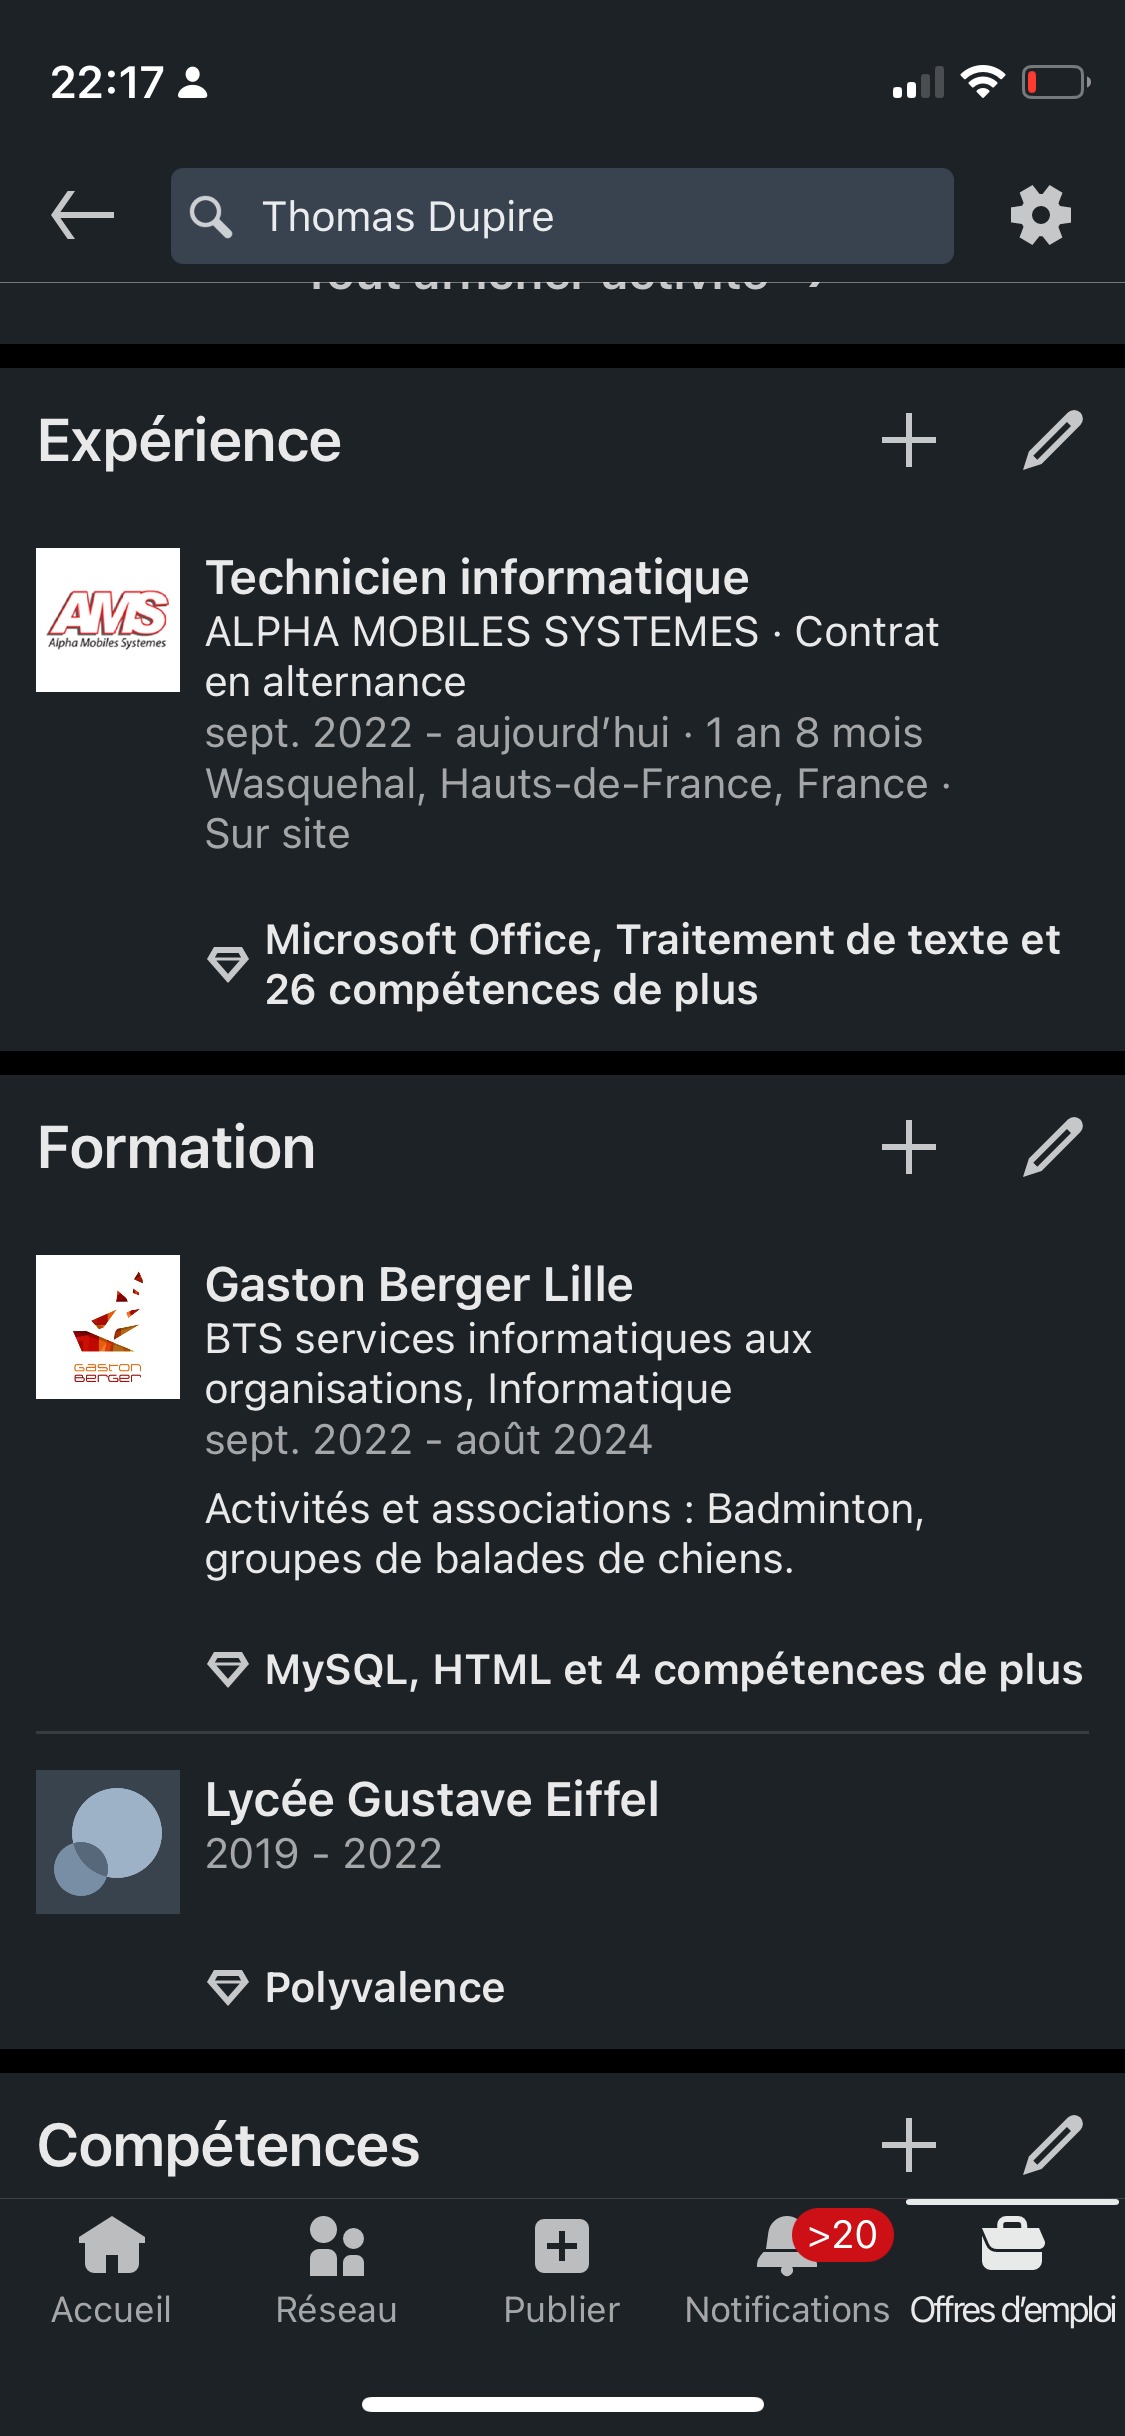 22:17
Thomas Dupire
Tout afficher activité
Expérience
AMS
Alpha Mobiles Systemes
Technicien informatique
ALPHA MOBILES SYSTEMES · Contrat
en alternance
sept. 2022 - aujourd’hui · 1 an 8 mois
Wasquehal, Hauts-de-France, France ·
Sur site
Microsoft Office, Traitement de texte et
26 compétences de plus
Formation
GASTON
BERGER
Gaston Berger Lille
BTS services informatiques aux
organisations, Informatique
sept. 2022 - août 2024
Activités et associations : Badminton,
groupes de balades de chiens.
MySQL, HTML et 4 compétences de plus
Lycée Gustave Eiffel
2019 - 2022
Polyvalence
Compétences
>20
Accueil
Réseau
Publier
Notifications
Offres d’emploi